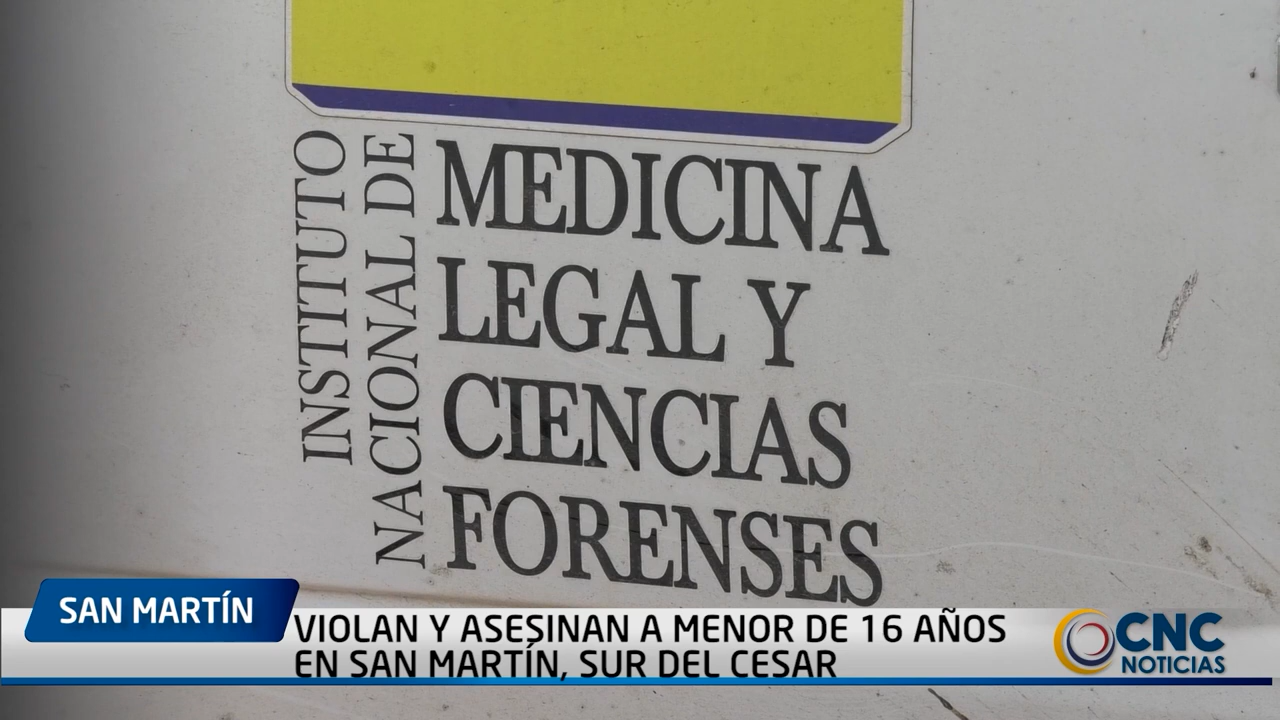 INSTITUTO
NACIONAL DE
MEDICINA
LEGAL Y
CIENCIAS
FORENSES
SAN MARTÍN
VIOLAN Y ASESINAN A MENOR DE 16 AÑOS
EN SAN MARTÍN, SUR DEL CESAR
CNC
NOTICIAS